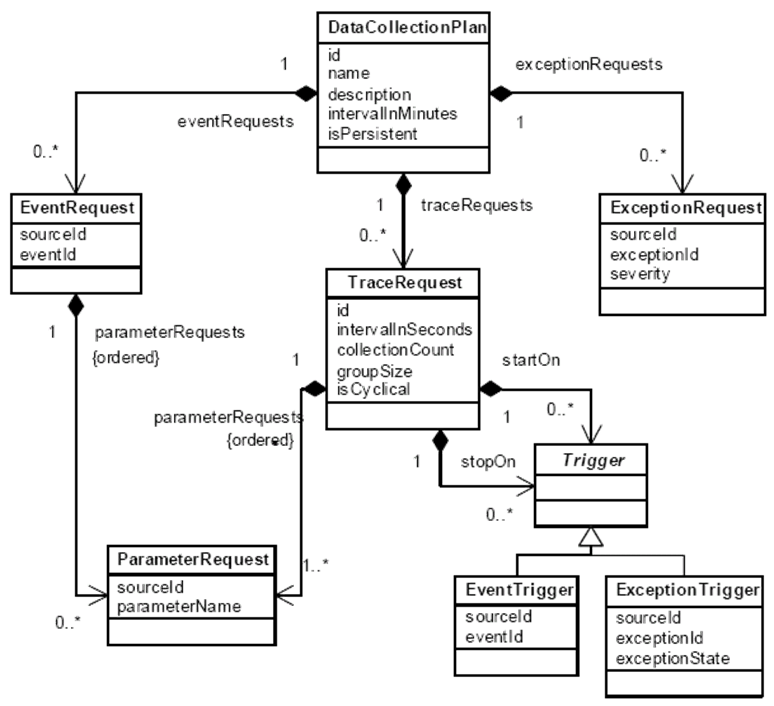 DataCollectionPlan
id
name
description
intervalInMinutes
isPersistent
1
eventRequests
0..*
exceptionRequests
1
0..*
1
traceRequests
0..*
EventRequest
sourceId
eventId
ExceptionRequest
sourceId
exceptionId
severity
TraceRequest
id
intervalInSeconds
collectionCount
groupSize
isCyclical
1
parameterRequests
{ordered}
0..*
1
parameterRequests
{ordered}
1..*
startOn
1
0..*
1
stopOn
0..*
Trigger
ParameterRequest
sourceId
parameterName
EventTrigger
sourceId
eventId
ExceptionTrigger
sourceId
exceptionId
exceptionState